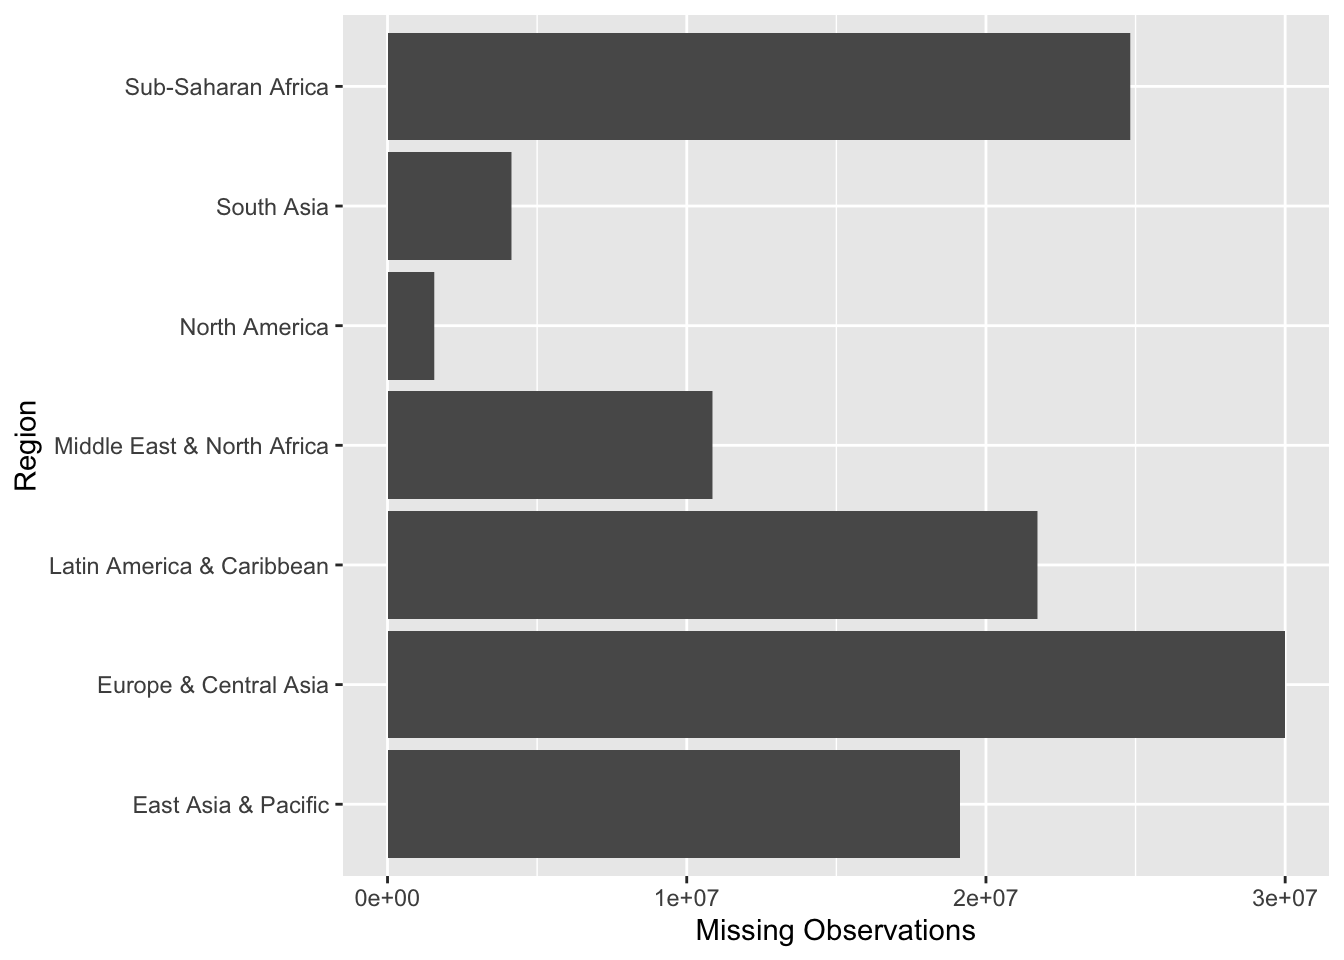 Region
Sub-Saharan Africa
South Asia
North America
Middle East & North Africa
Latin America & Caribbean
Europe & Central Asia
East Asia & Pacific
0e+00 1e+07 2e+07 3e+07
Missing Observations